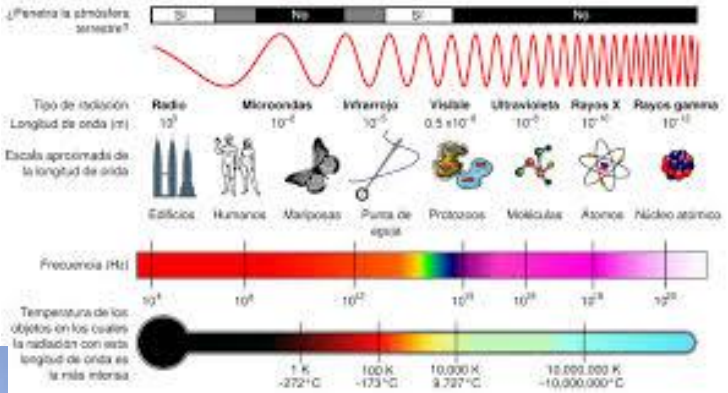 ¿Penetra la atmósfera terrestre?
Sí No Sí No
Tipo de radiación Radio Microondas Infrarrojo Visible Ultravioleta Rayos X Rayos gamma
Longitud de onda (m) 10⁻² 10⁻⁵ 0.5 x10⁻⁶ 10⁻⁸ 10⁻¹⁰ 10⁻¹²
Escala aproximada de la longitud de onda
Edificios Humanos Mariposas Punta de aguja Protozoos Moléculas Átomos Núcleo atómico
Frecuencia (Hz)
10⁴ 10⁸ 10¹² 10¹⁵ 10¹⁶ 10¹⁸ 10²⁰
Temperatura de los
objetos en los cuales
la radiación con esta
longitud de onda es
la más intensa
1 K 100 K 10,000 K 10,000,000 K
-272°C -173°C 9,727°C ~10,000,000°C